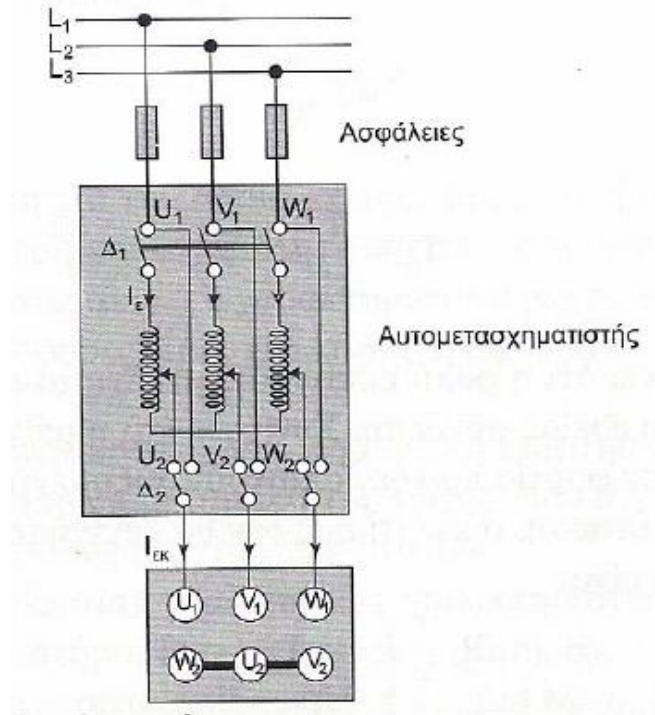 L₁
L₂
L₃
Ασφάλειες
U₁ V₁ W₁
Δ₁
Iε
Αυτομετασχηματιστής
U₂ V₂ W₂
Δ₂
Iεκ
U₁ V₁ W₁
W₂ U₂ V₂